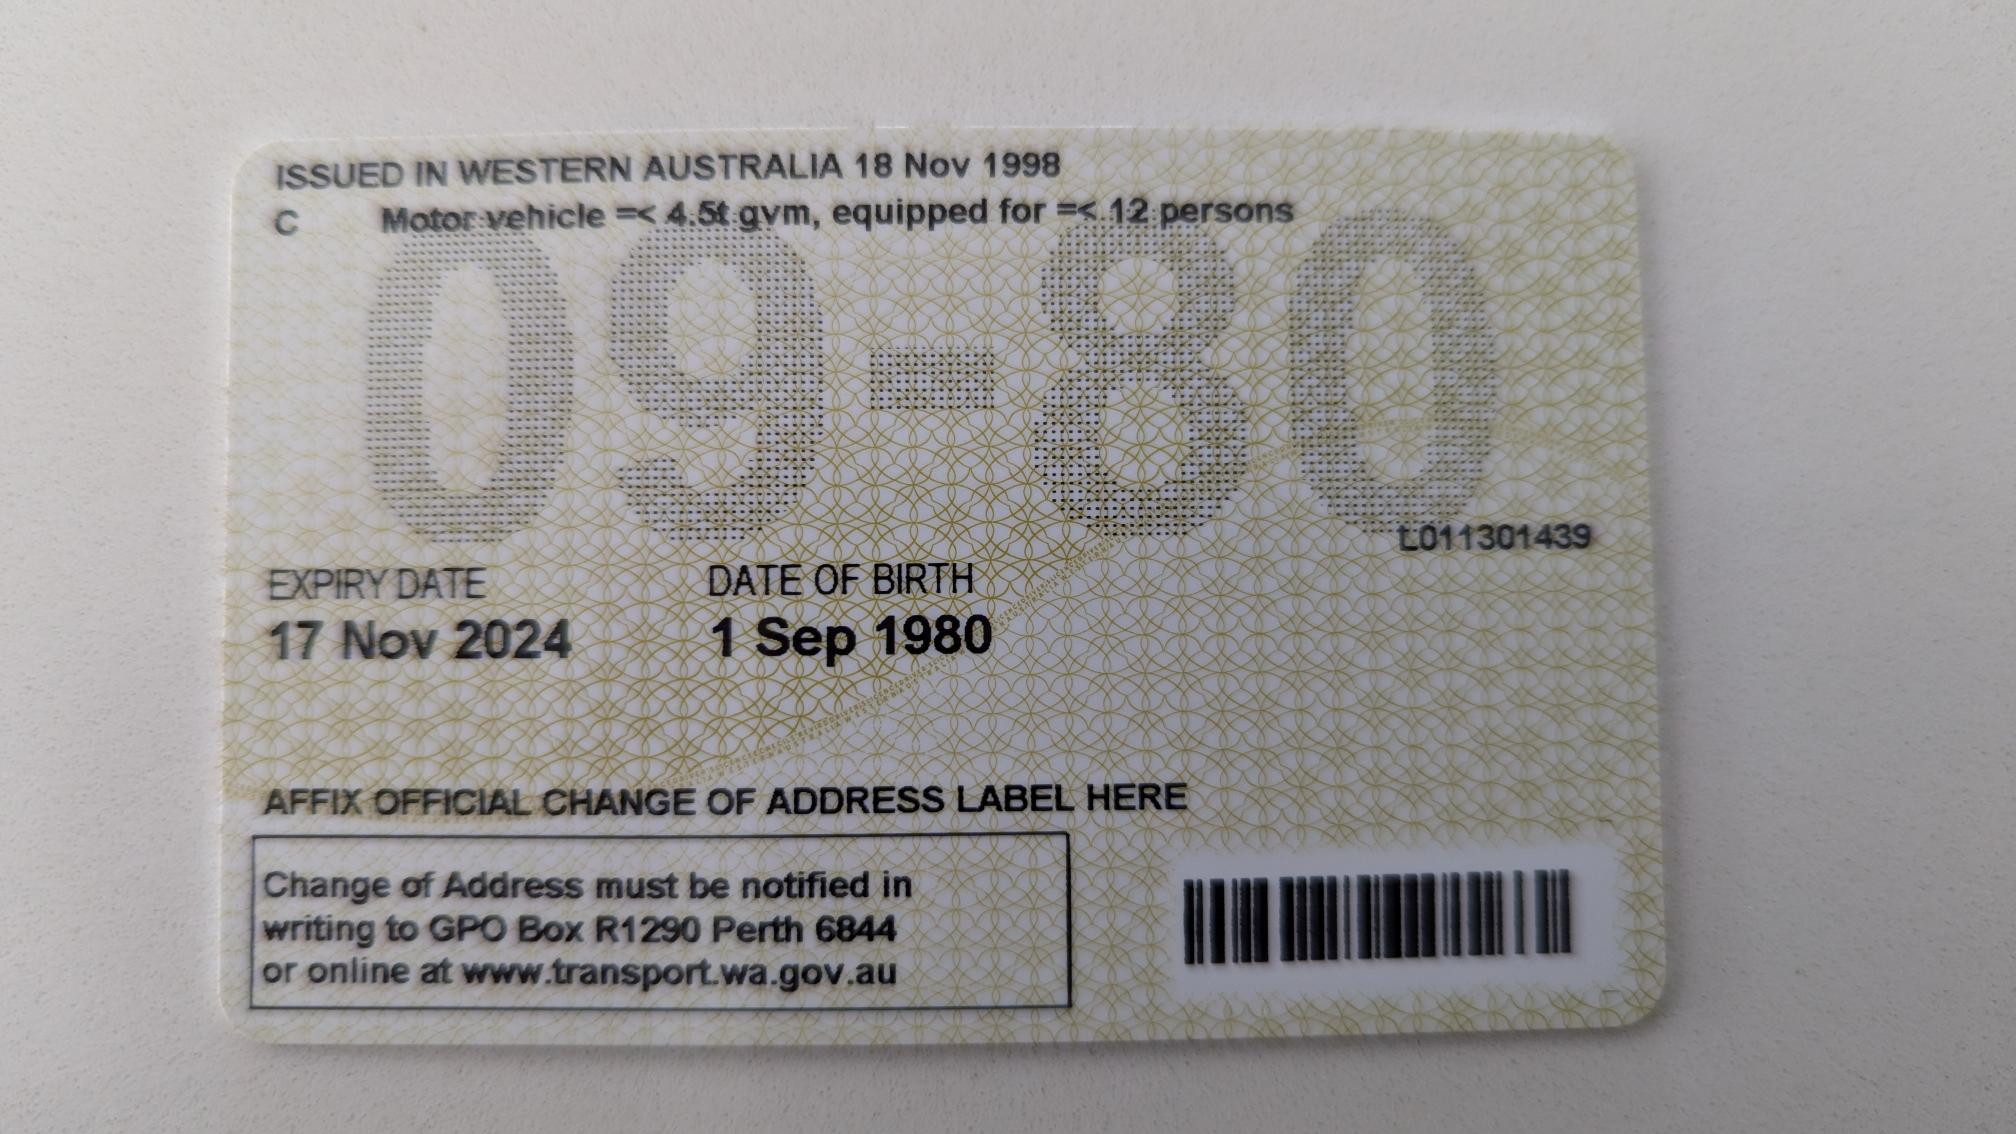 ISSUED IN WESTERN AUSTRALIA 18 Nov 1998
C Motor vehicle =< 4.5t gvm, equipped for =< 12 persons
09-80
L011301439
EXPIRY DATE DATE OF BIRTH
17 Nov 2024 1 Sep 1980
AFFIX OFFICIAL CHANGE OF ADDRESS LABEL HERE
Change of Address must be notified in
writing to GPO Box R1290 Perth 6844
or online at www.transport.wa.gov.au